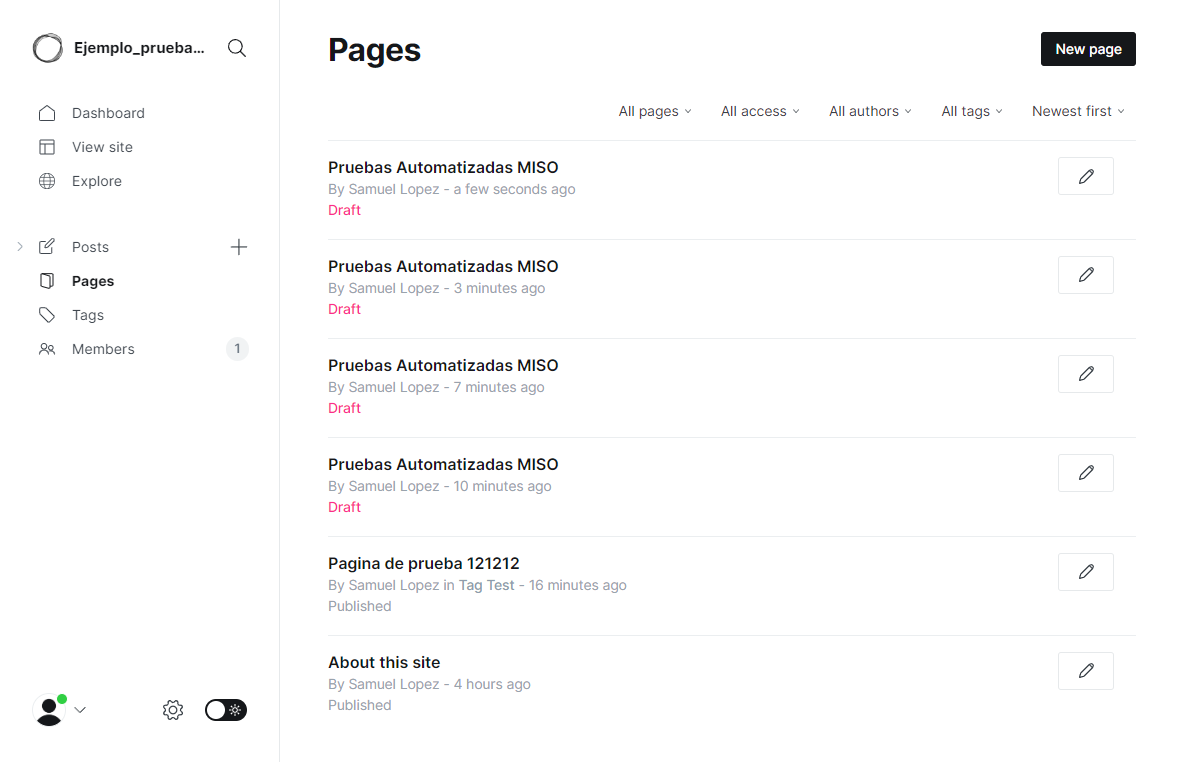 Ejemplo_prueba...
Dashboard
View site
Explore
Posts
Pages
Tags
Members 1
Pages
New page
All pages All access All authors All tags Newest first
Pruebas Automatizadas MISO
By Samuel Lopez - a few seconds ago
Draft
Pruebas Automatizadas MISO
By Samuel Lopez - 3 minutes ago
Draft
Pruebas Automatizadas MISO
By Samuel Lopez - 7 minutes ago
Draft
Pruebas Automatizadas MISO
By Samuel Lopez - 10 minutes ago
Draft
Pagina de prueba 121212
By Samuel Lopez in Tag Test - 16 minutes ago
Published
About this site
By Samuel Lopez - 4 hours ago
Published